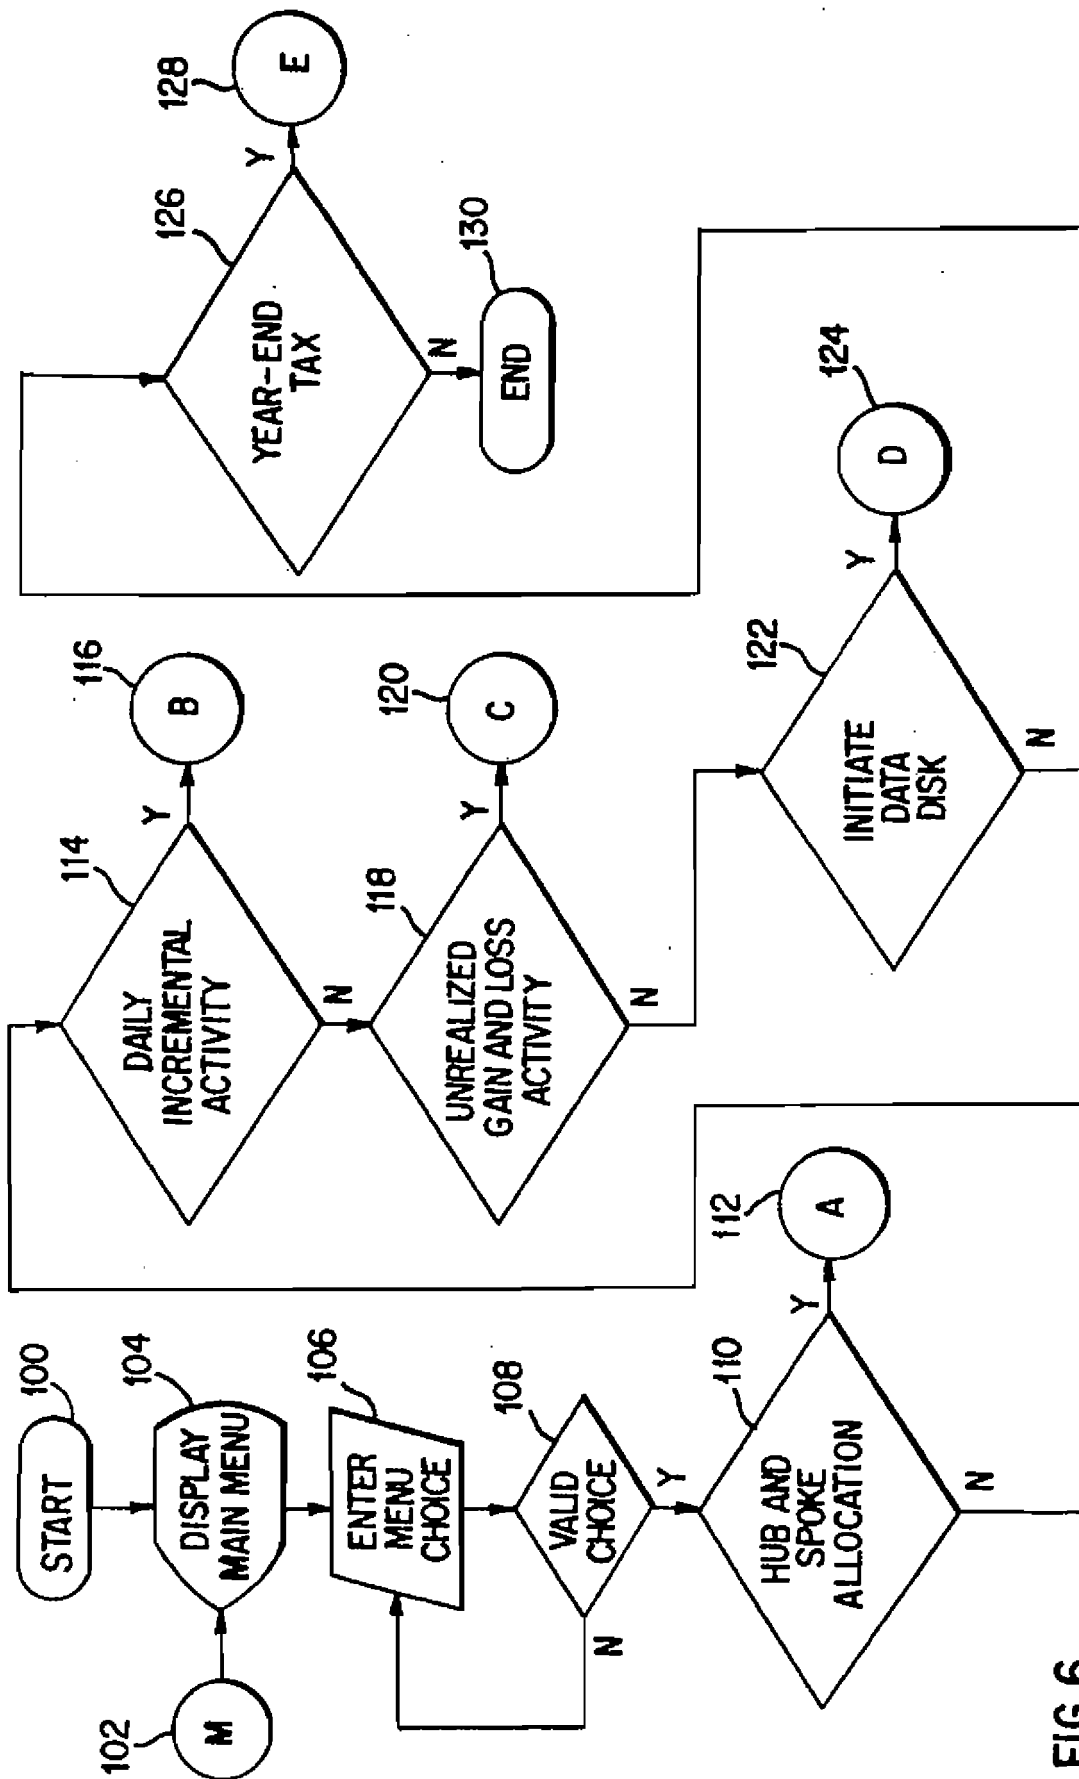 100
START
104
DISPLAY
MAIN MENU
102
M
106
ENTER
MENU
CHOICE
108
VALID
CHOICE
N
Y
110
HUB AND
SPOKE
ALLOCATION
Y
112
A
N
114
DAILY
INCREMENTAL
ACTIVITY
Y
116
B
N
118
UNREALIZED
GAIN AND LOSS
ACTIVITY
Y
120
C
N
122
INITIATE
DATA
DISK
Y
124
D
N
126
YEAR-END
TAX
Y
128
E
N
130
END
FIG. 6